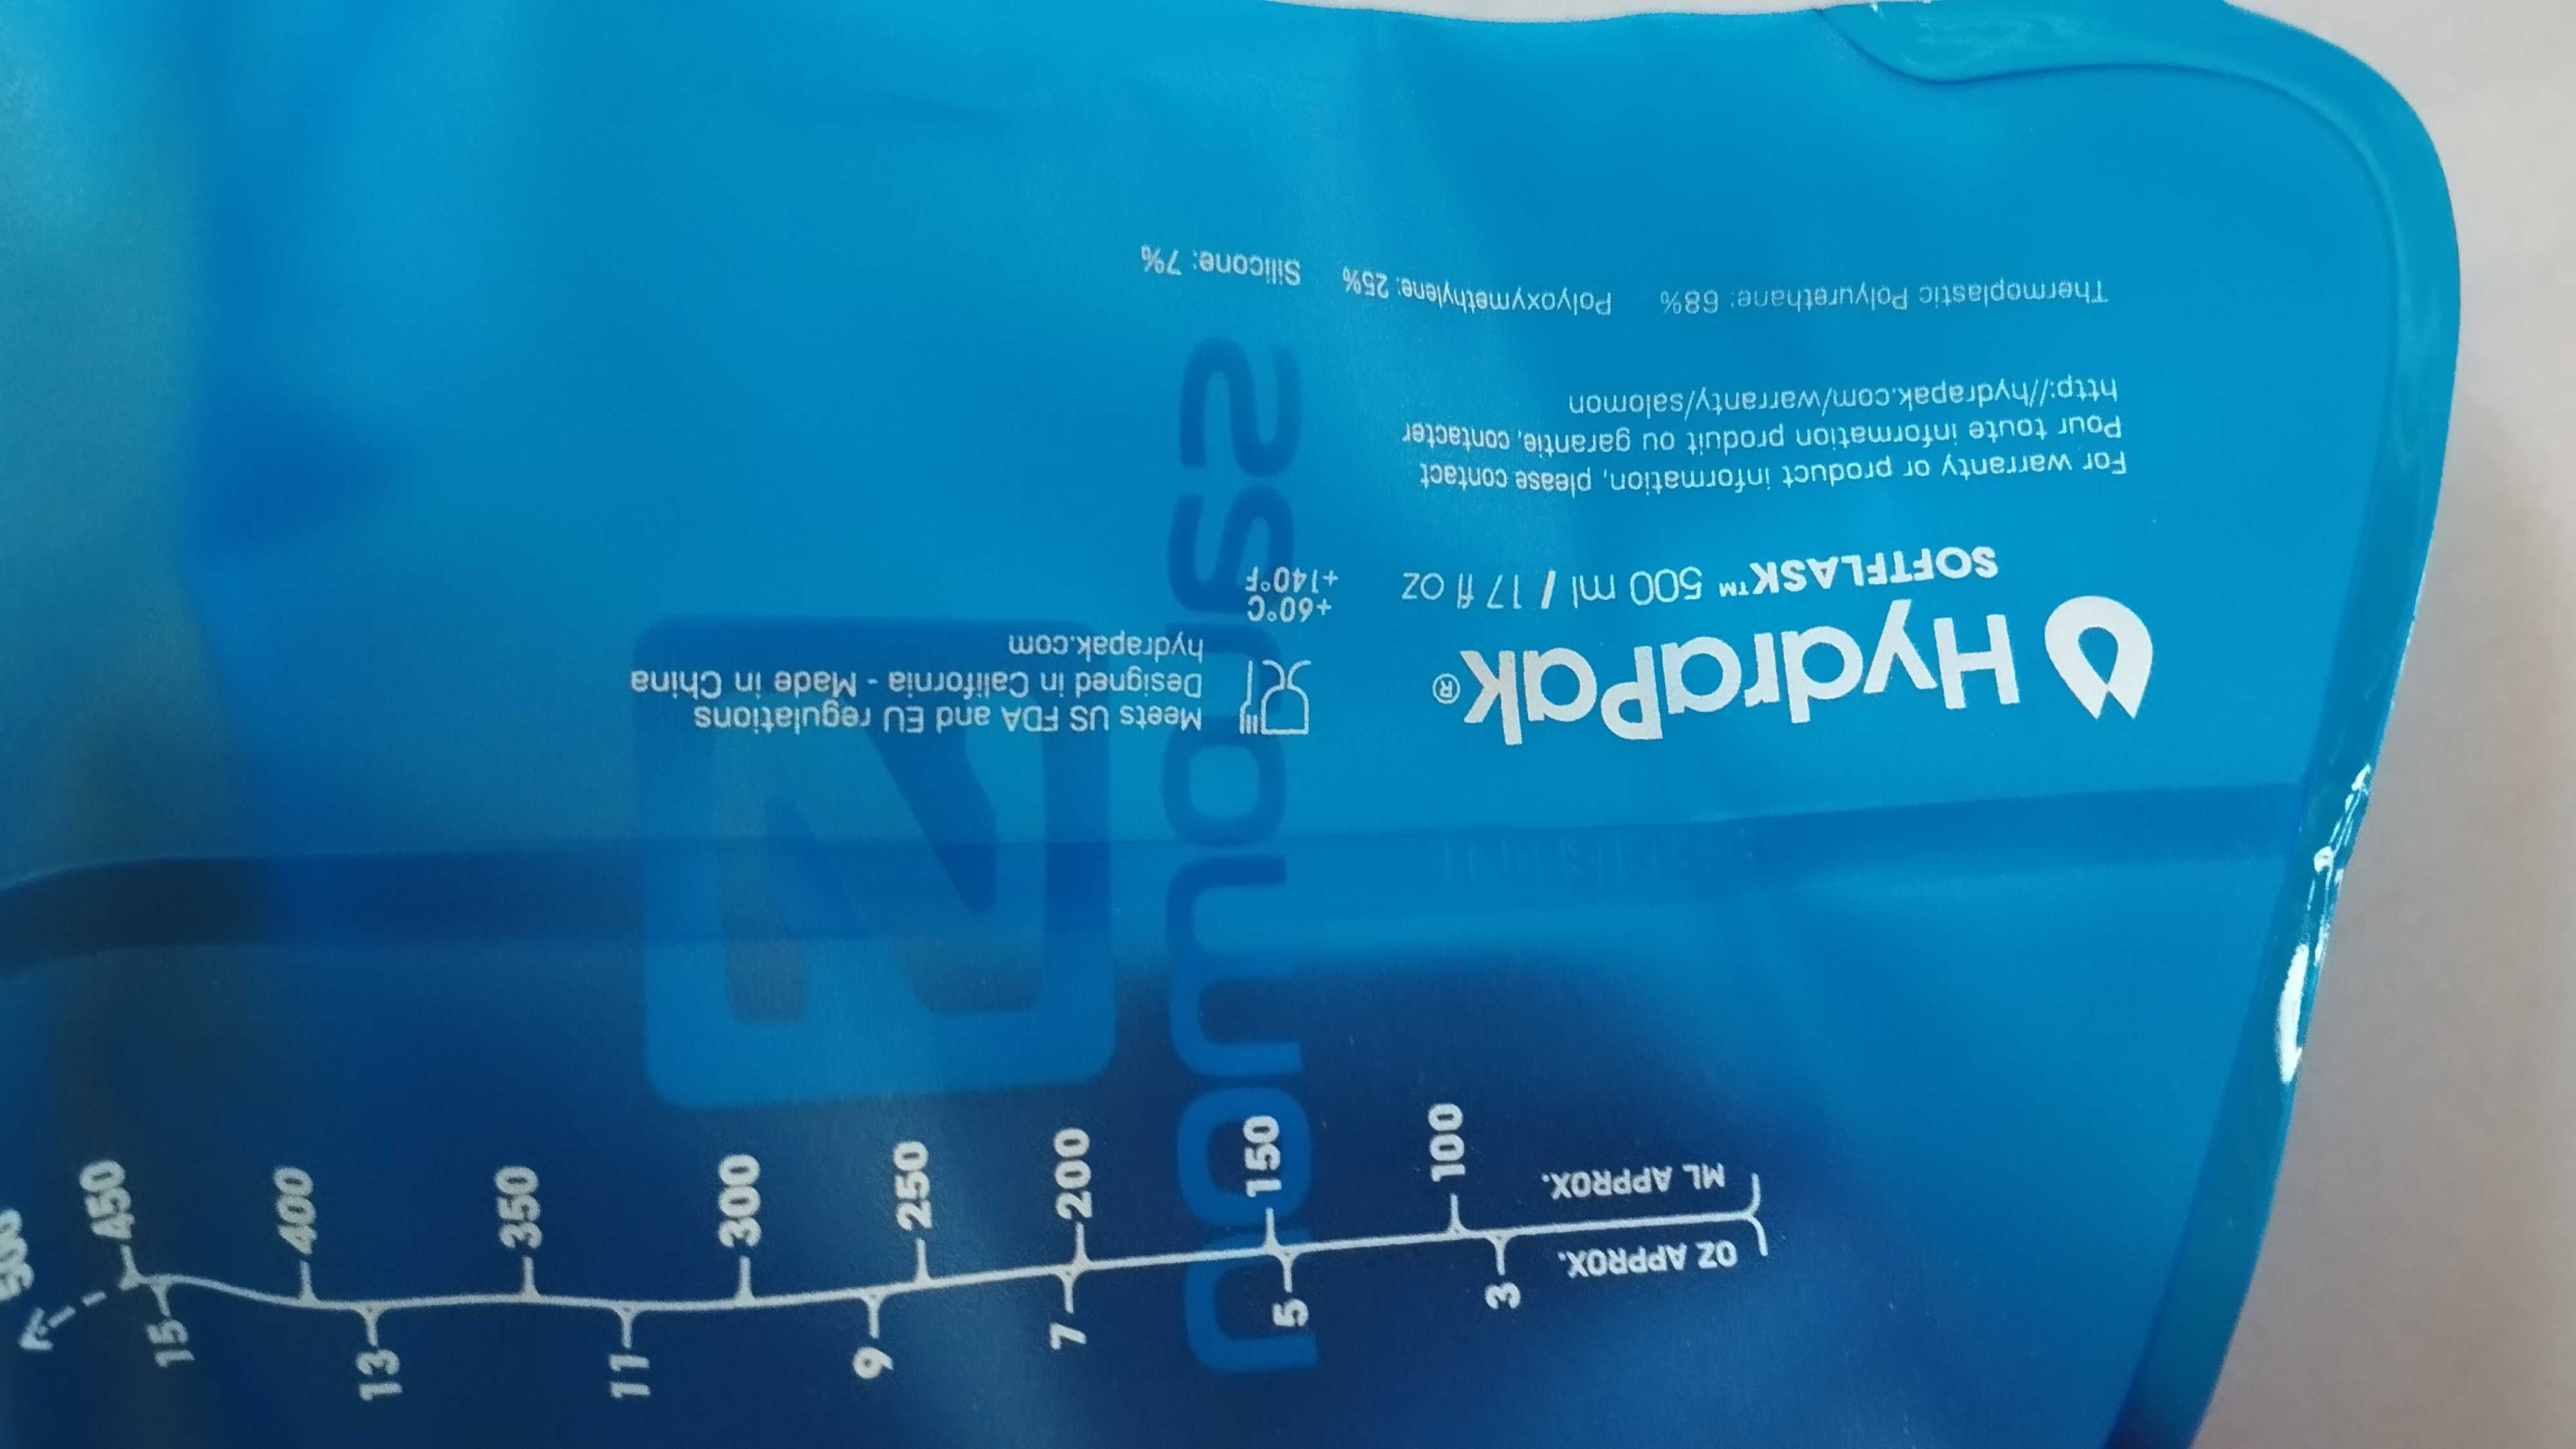 HydraPak®
SOFTFLASK™ 500 ml / 17 fl oz
For warranty or product information, please contact
Pour toute information produit ou garantie, contacter
http://hydrapak.com/warranty/salomon
Thermoplastic Polyurethane: 68% Polyoxymethylene: 25% Silicone: 7%
+60°C
+140°F
Meets US FDA and EU regulations
Designed in California - Made in China
hydrapak.com
salomon
OZ APPROX.
3
5
7
9
11
13
15
ML APPROX.
100
150
200
250
300
350
400
450
500